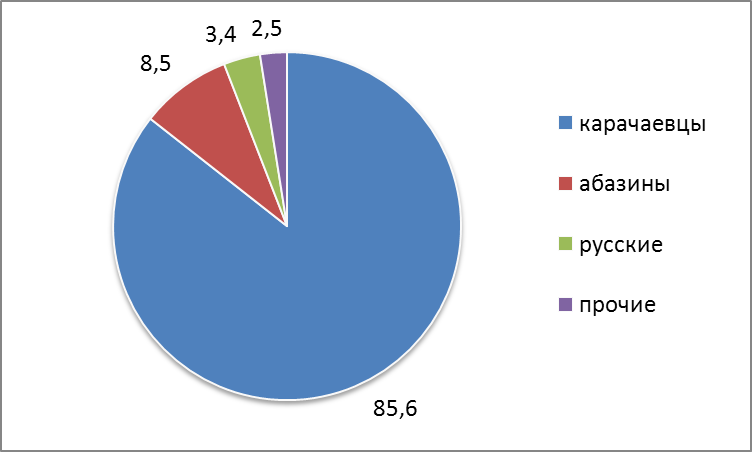 2,5
3,4
8,5
85,6
карачаевцы
абазины
русские
прочие